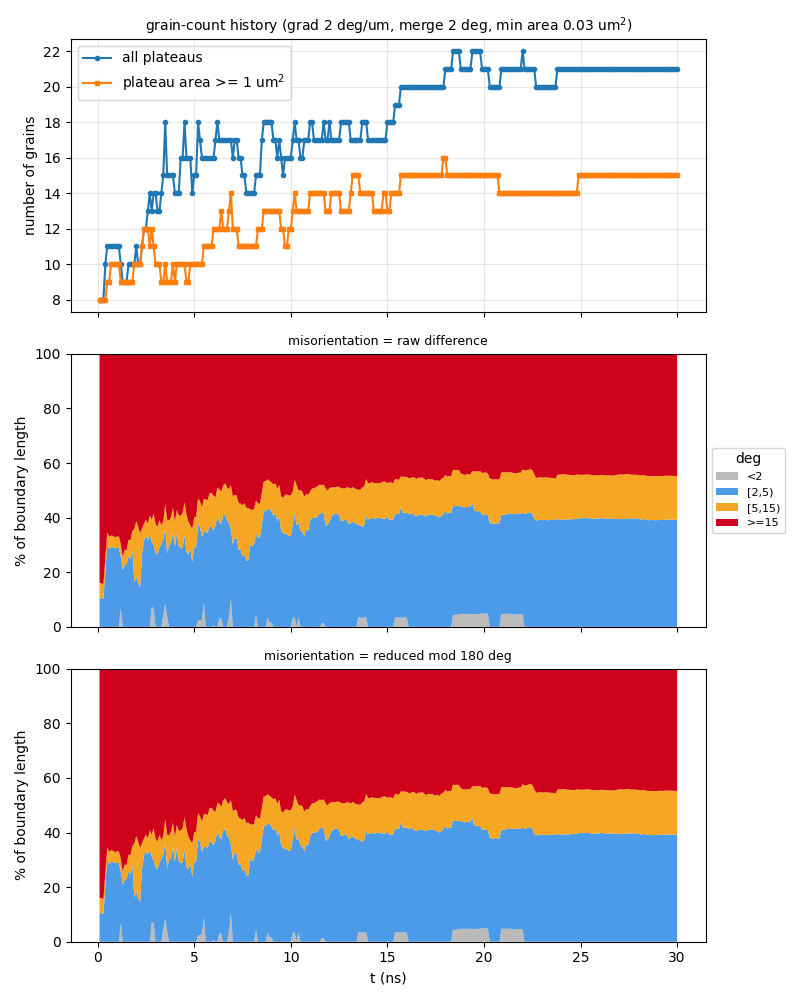 grain-count history (grad 2 deg/um, merge 2 deg, min area 0.03 um²)
all plateaus
plateau area >= 1 um²
number of grains
22
20
18
16
14
12
10
8
misorientation = raw difference
% of boundary length
100
80
60
40
20
0
deg
<2
[2,5)
[5,15)
>=15
misorientation = reduced mod 180 deg
% of boundary length
100
80
60
40
20
0
0 5 10 15 20 25 30
t (ns)